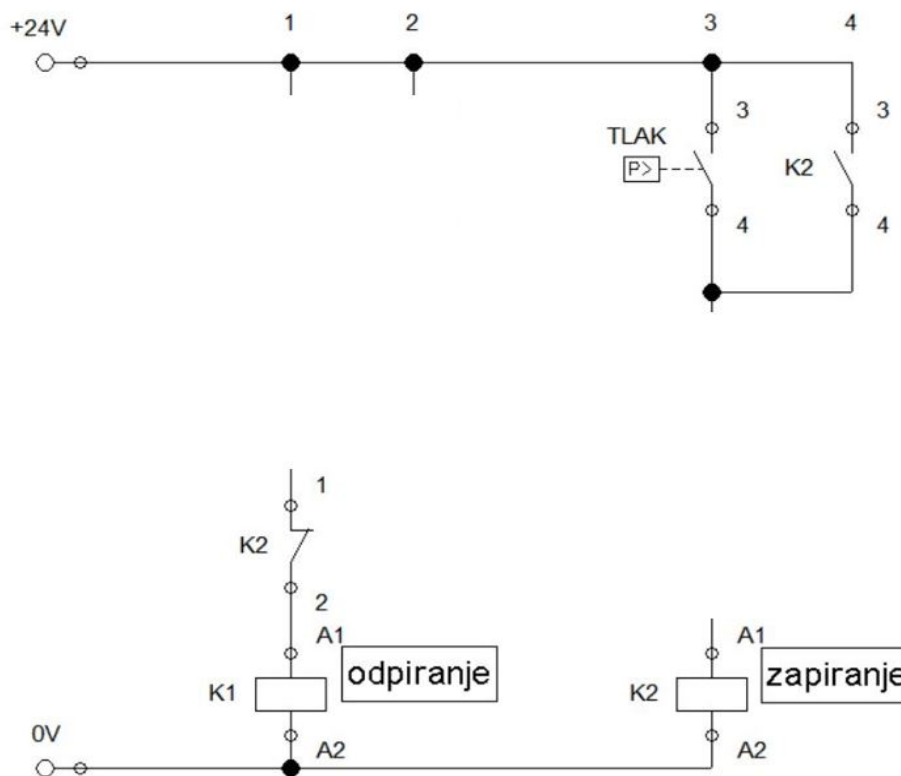 1 2 3 4
+24V
3 3
TLAK
P> K2
4 4
1
K2
2
A1 A1
odpiranje zapiranje
K1 K2
0V
A2 A2